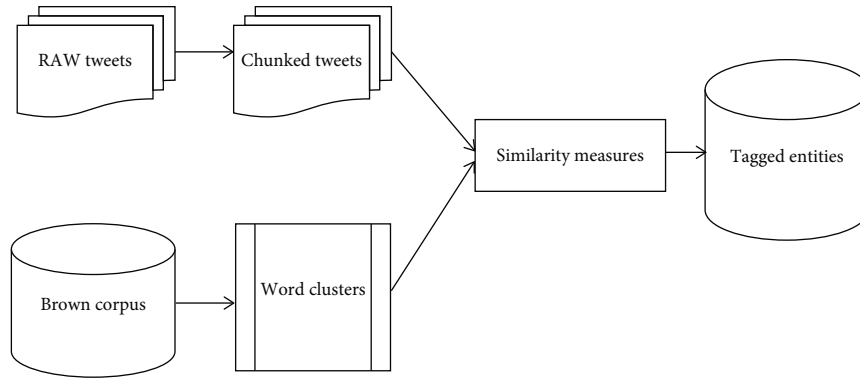 RAW tweets
Chunked tweets
Similarity measures
Tagged entities
Brown corpus
Word clusters